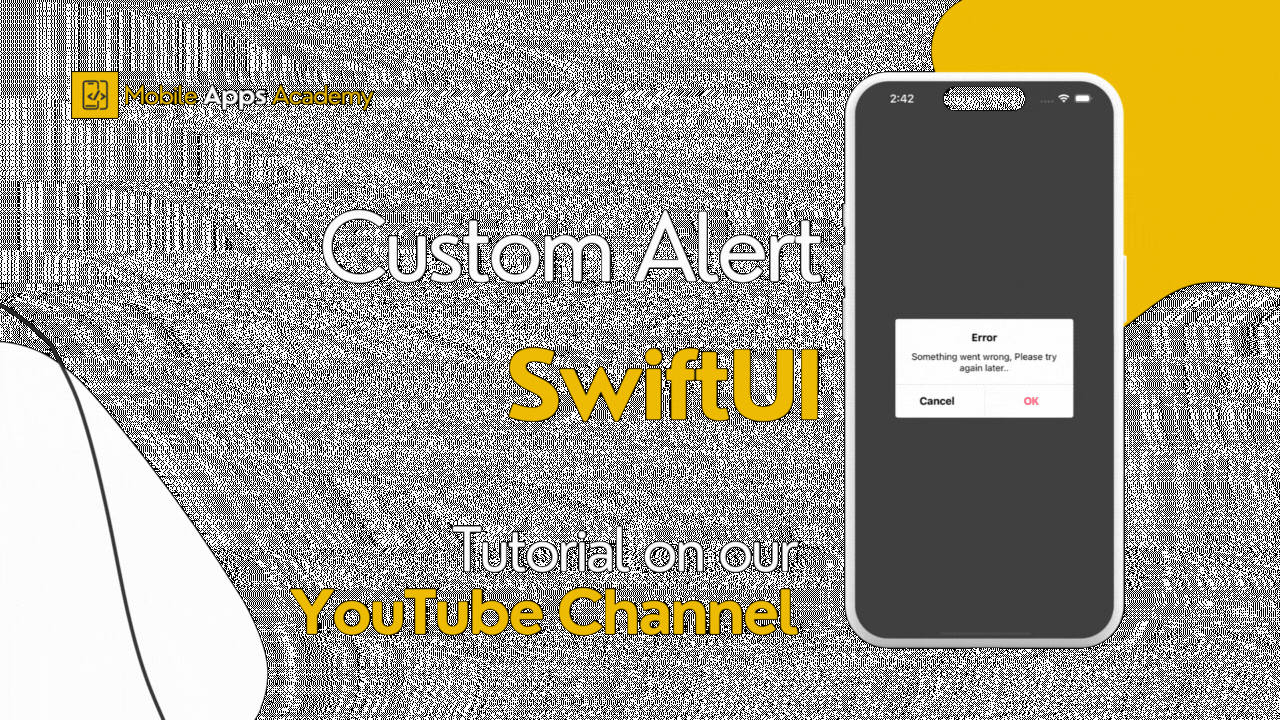 Mobile Apps Academy
2:42
Custom Alert
SwiftUI
Error
Something went wrong, Please try
again later..
Cancel
OK
Tutorial on our
YouTube Channel